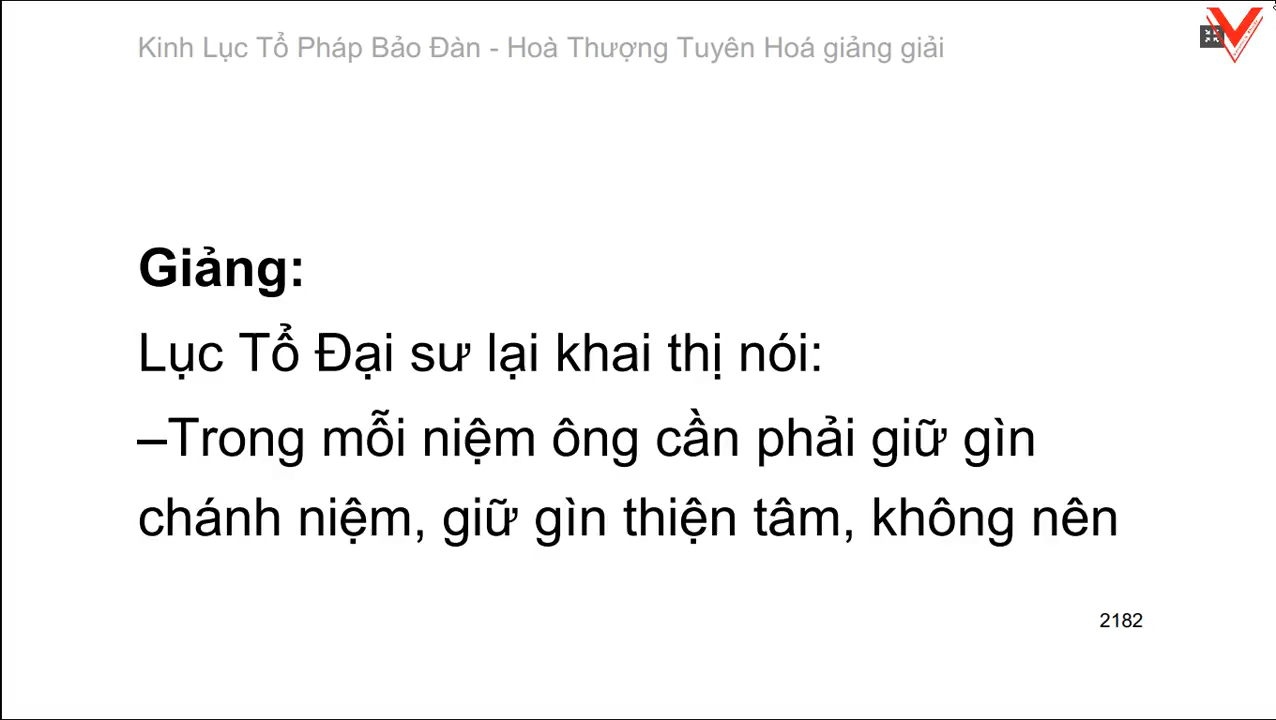 Kinh Lục Tổ Pháp Bảo Đàn - Hoà Thượng Tuyên Hoá giảng giải
Giảng:
Lục Tổ Đại sư lại khai thị nói:
–Trong mỗi niệm ông cần phải giữ gìn
chánh niệm, giữ gìn thiện tâm, không nên
2182